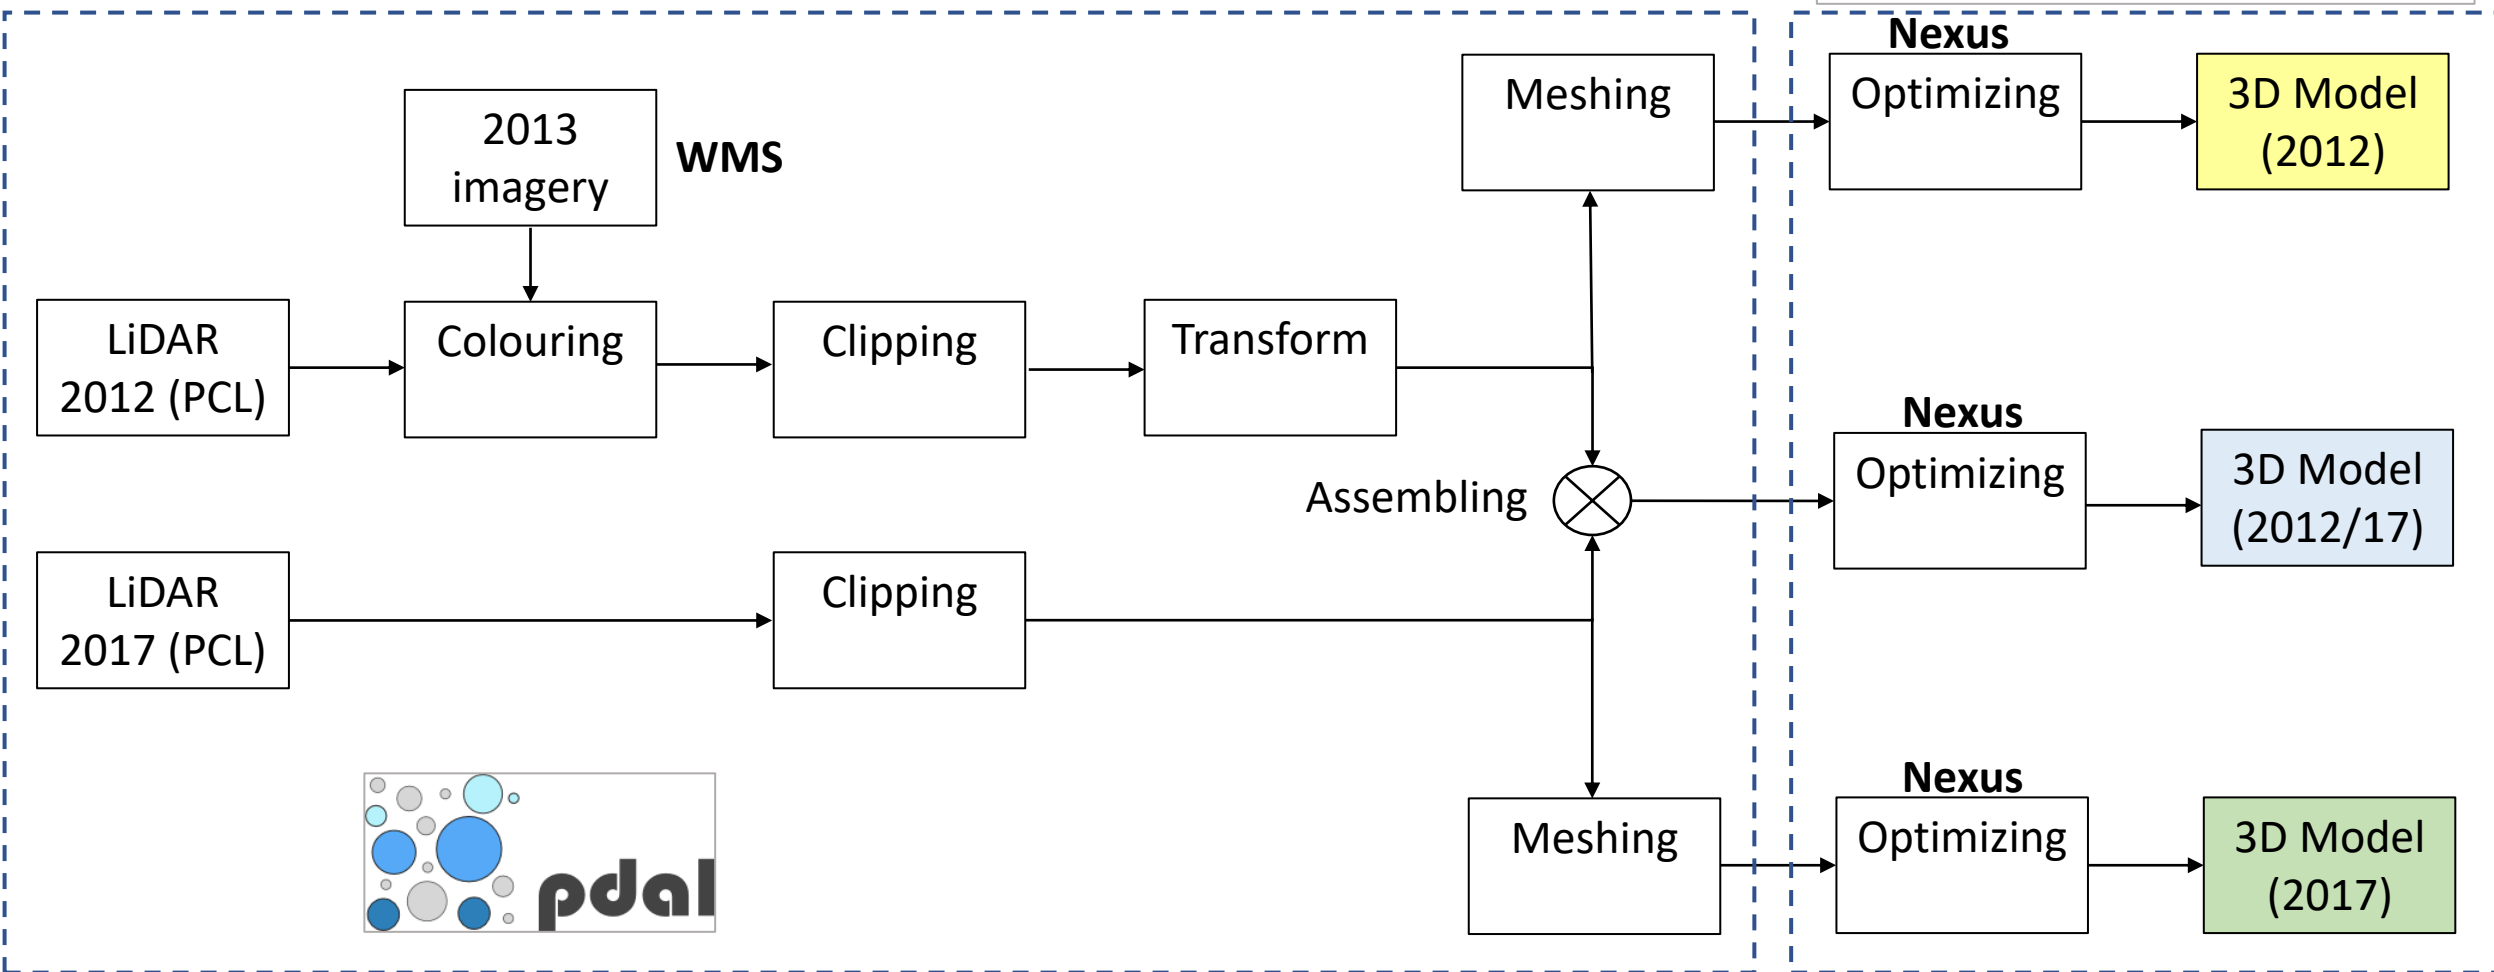 Nexus
Meshing
Optimizing
3D Model
(2012)
2013
imagery
WMS
LiDAR
2012 (PCL)
Colouring
Clipping
Transform
Nexus
Assembling
Optimizing
3D Model
(2012/17)
LiDAR
2017 (PCL)
Clipping
Nexus
Meshing
Optimizing
3D Model
(2017)
pdal